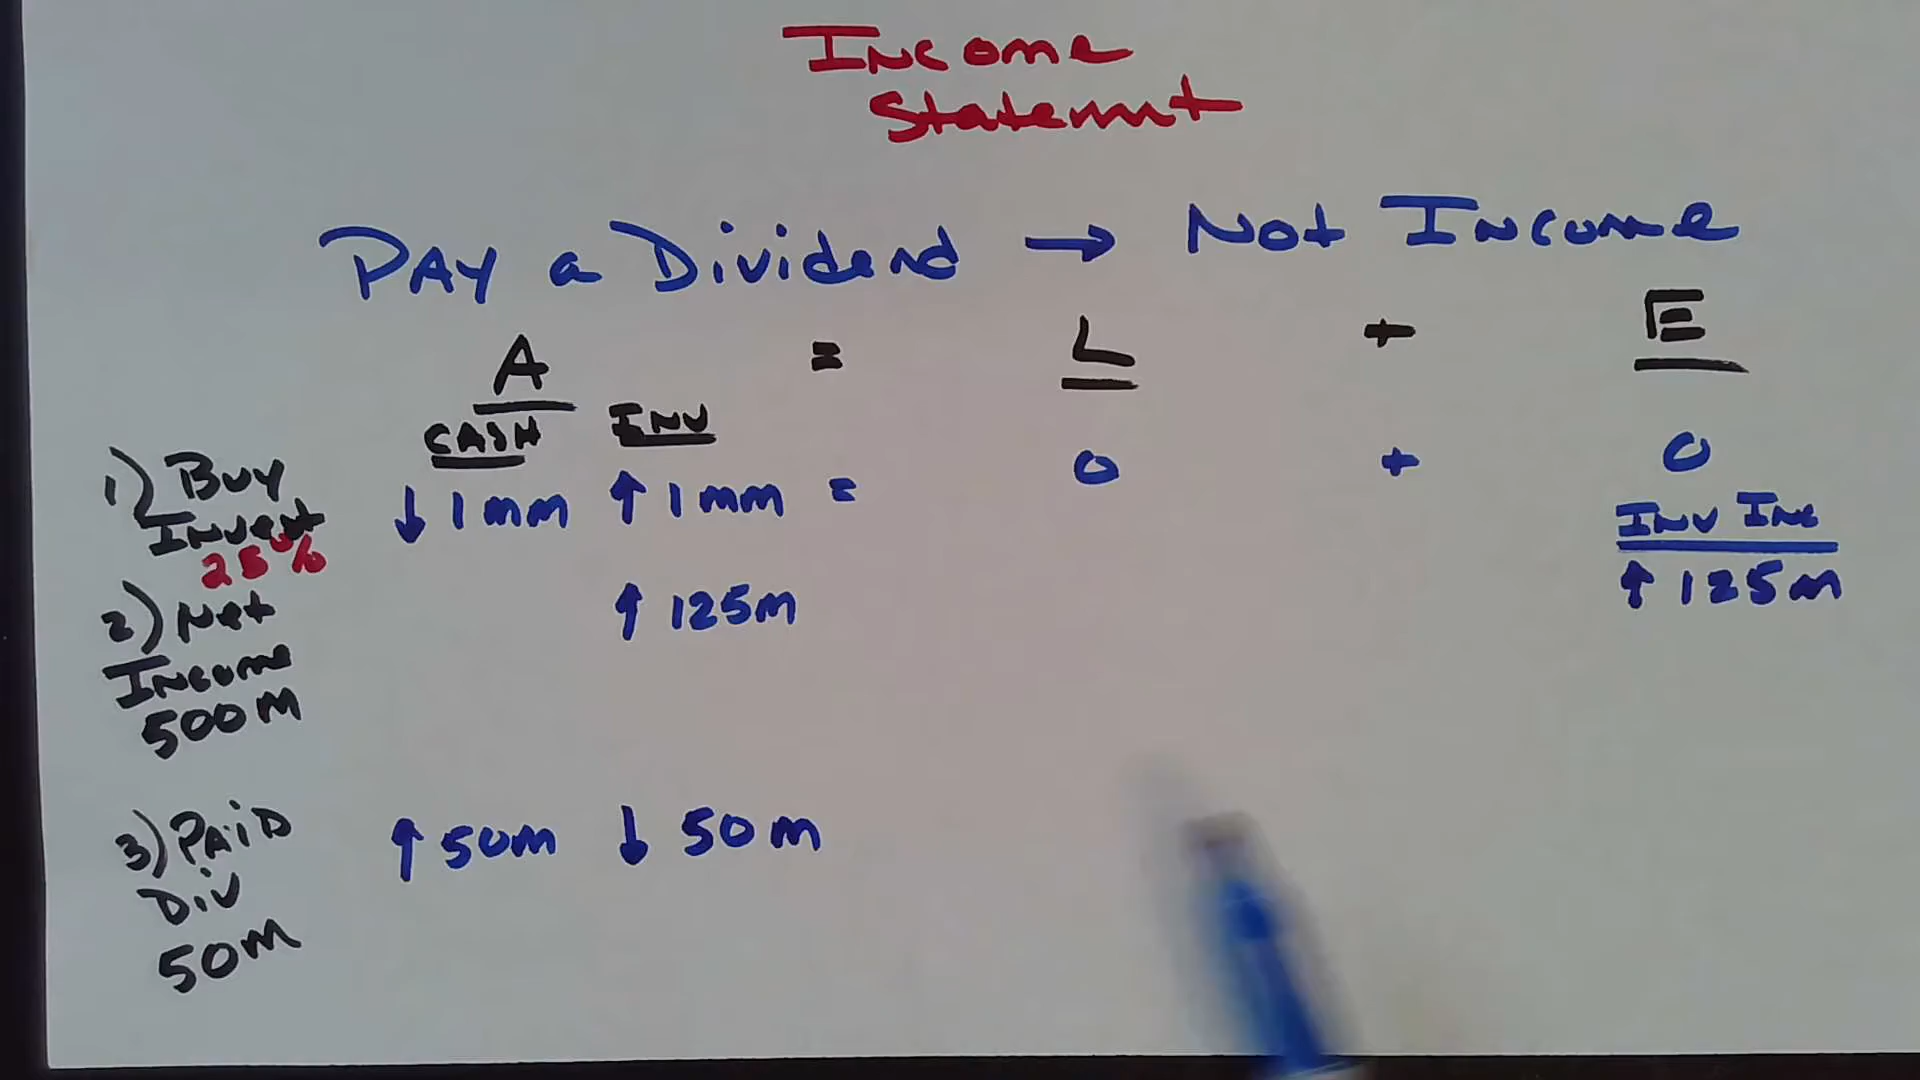 Income
Statemnt
Pay a Dividend → Not Income
A = L + E
CASH INV
1) Buy Invest 25% ↓ 1mm ↑ 1mm = 0 + 0
INV INC
2) Net Income 500m ↑ 125m ↑ 125m
3) PAID Div 50m ↑ 50m ↓ 50m